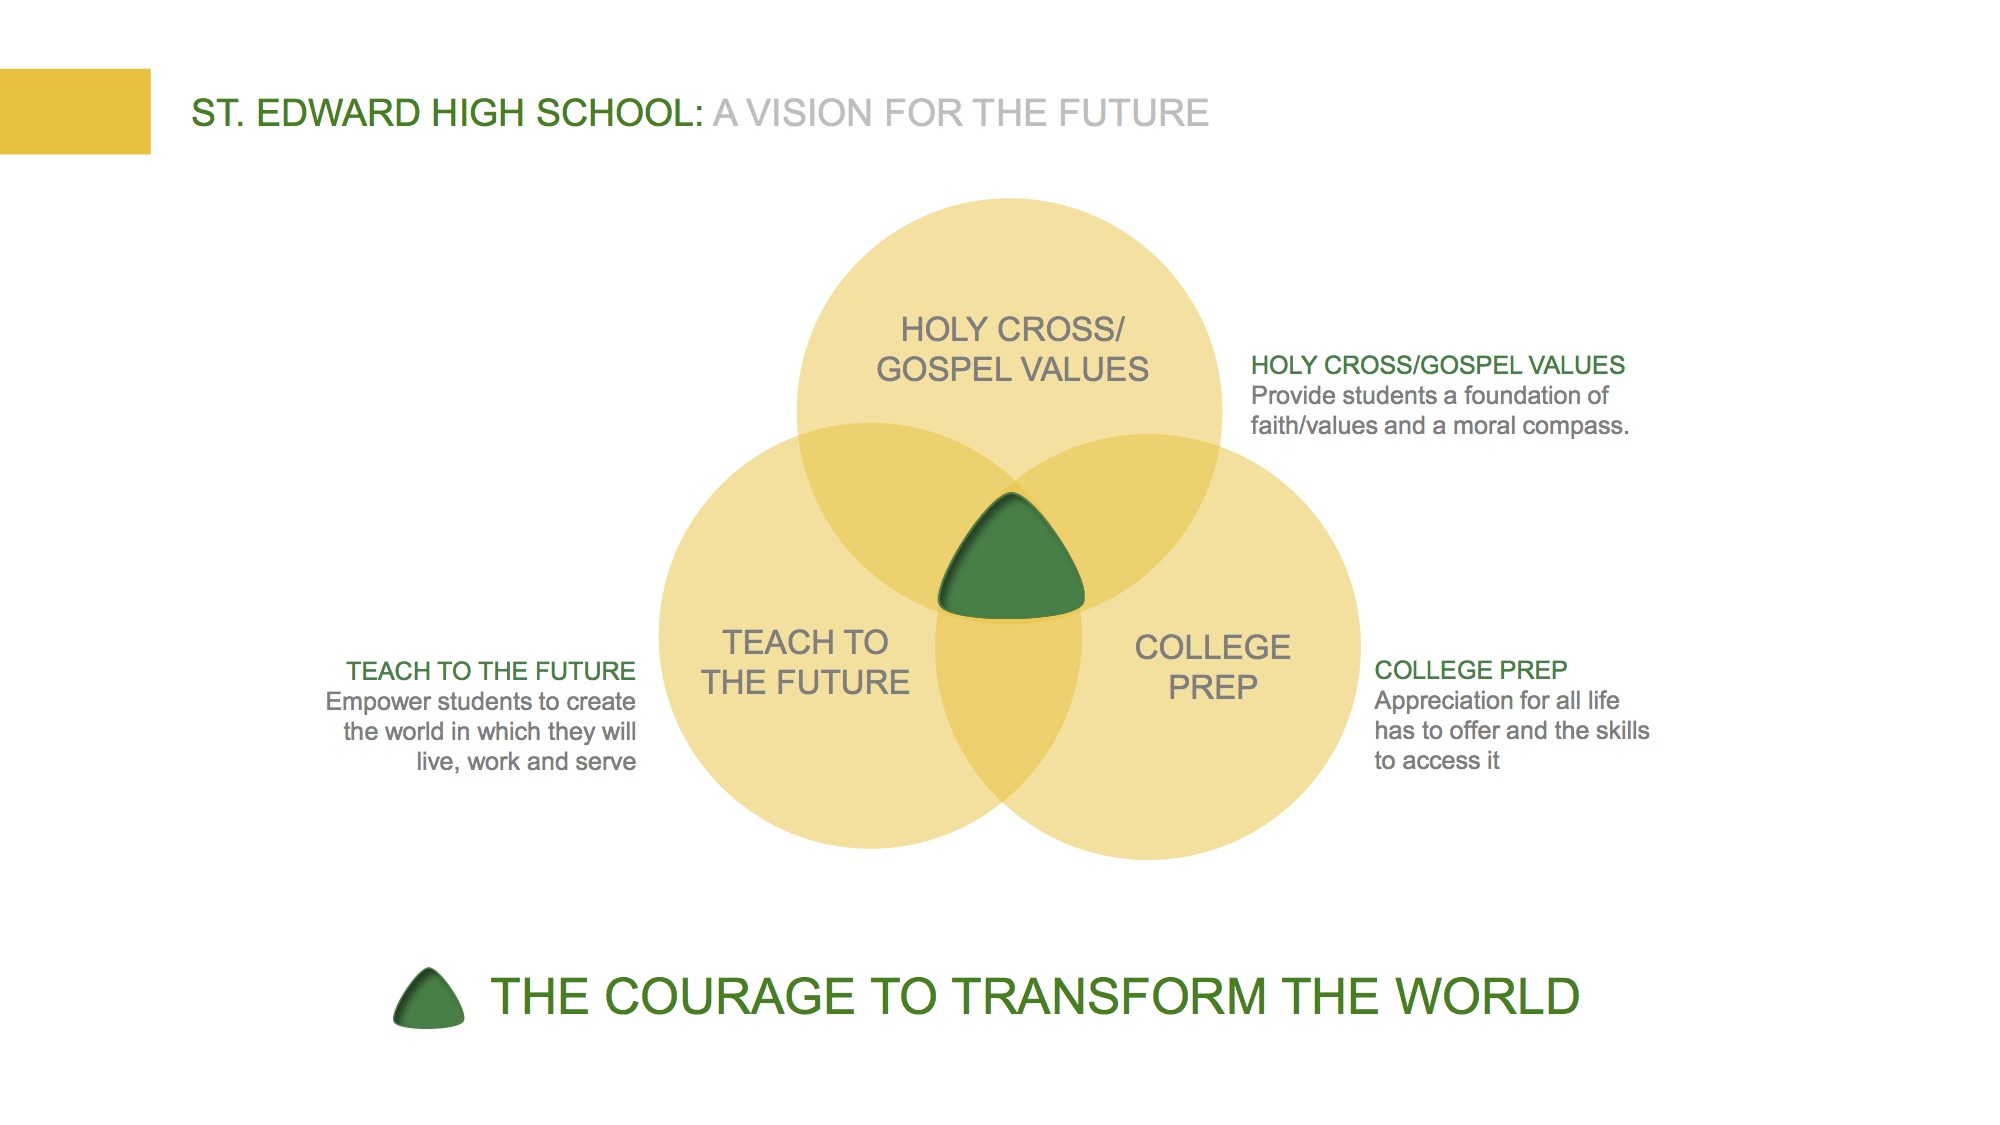 ST. EDWARD HIGH SCHOOL: A VISION FOR THE FUTURE
HOLY CROSS/
GOSPEL VALUES
HOLY CROSS/GOSPEL VALUES
Provide students a foundation of
faith/values and a moral compass.
TEACH TO
THE FUTURE
COLLEGE
PREP
TEACH TO THE FUTURE
Empower students to create
the world in which they will
live, work and serve
COLLEGE PREP
Appreciation for all life
has to offer and the skills
to access it
THE COURAGE TO TRANSFORM THE WORLD